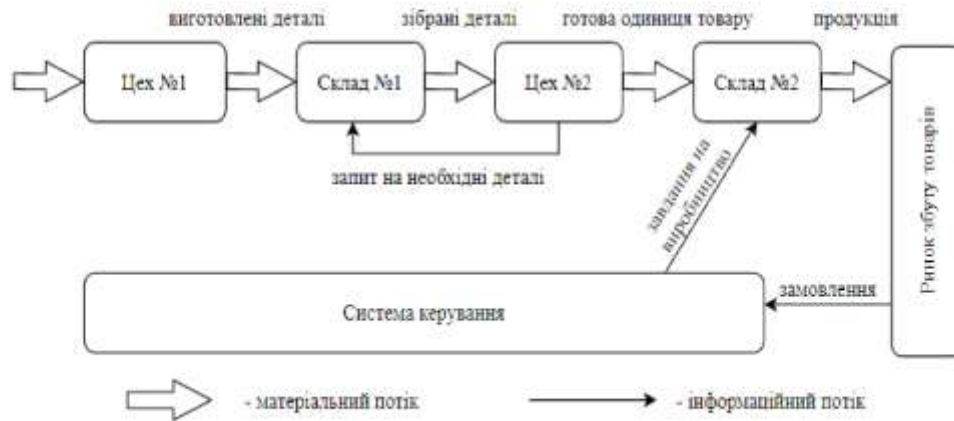 виготовлені деталі
зібрані деталі
готова одиниця товару
продукція
Цех №1
Склад №1
Цех №2
Склад №2
запит на необхідні деталі
завдання на
виробництво
Ринок збуту товарів
Система керування
замовлення
- матеріальний потік
- інформаційний потік